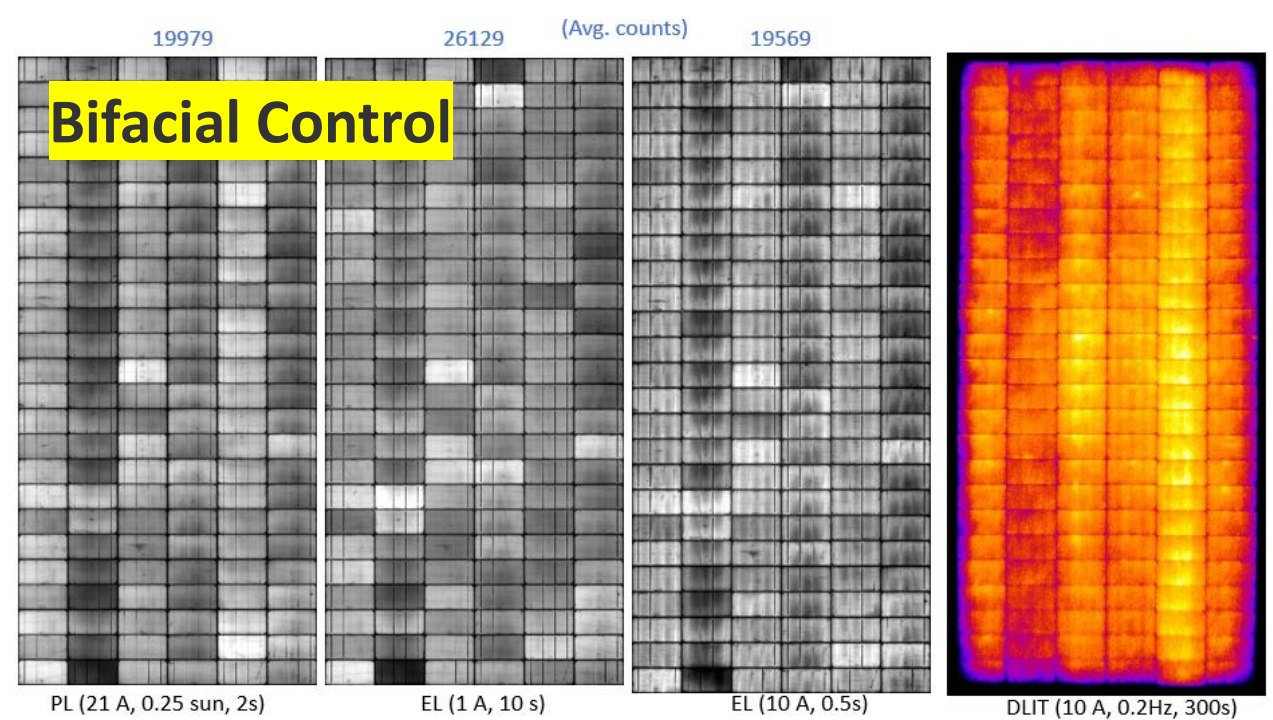 (Avg. counts)
19979
26129
19569
Bifacial Control
PL (21 A, 0.25 sun, 2s)
EL (1 A, 10 s)
EL (10 A, 0.5s)
DLIT (10 A, 0.2Hz, 300s)